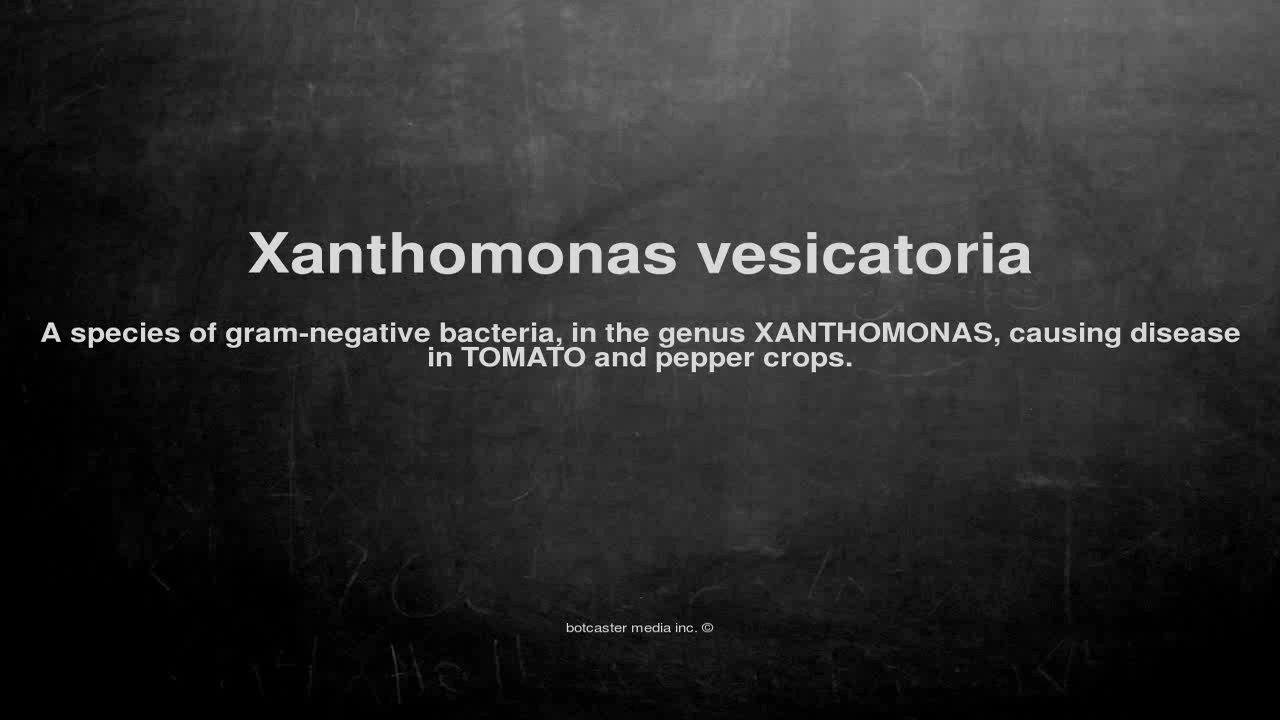 Xanthomonas vesicatoria
A species of gram-negative bacteria, in the genus XANTHOMONAS, causing disease
in TOMATO and pepper crops.
botcaster media inc. ©